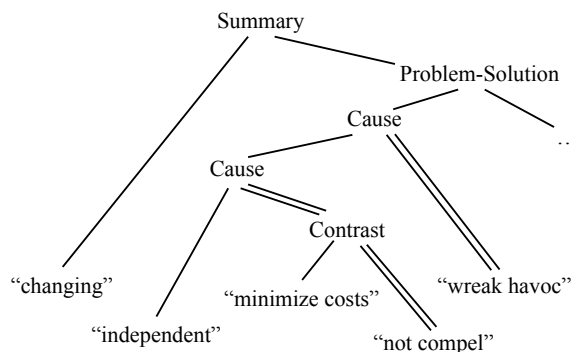 Summary
Problem-Solution
Cause
..
Cause
Contrast
“changing”
“minimize costs”
“wreak havoc”
“independent”
“not compel”